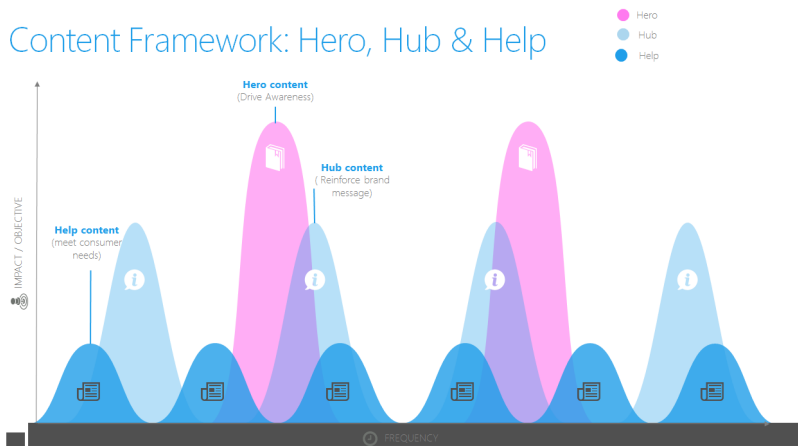 Content Framework: Hero, Hub & Help
Hero
Hub
Help
Hero content
(Drive Awareness)
Hub content
( Reinforce brand
message)
Help content
(meet consumer
needs)
IMPACT / OBJECTIVE
FREQUENCY